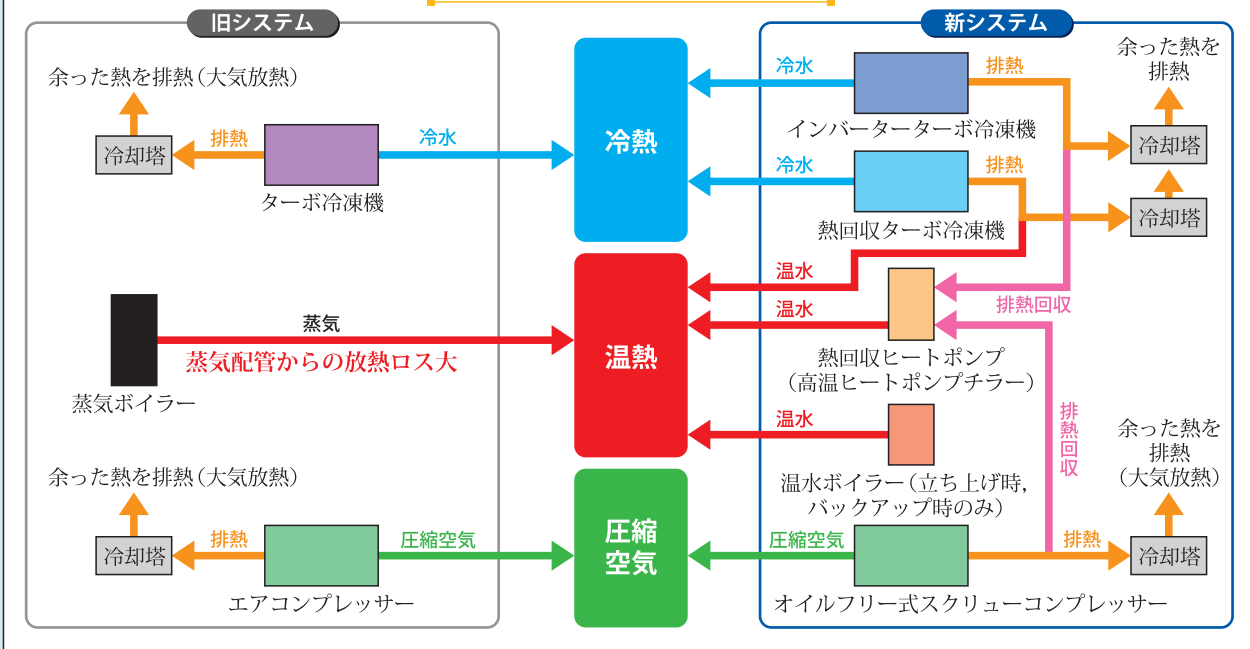 旧システム
余った熱を排熱(大気放熱)
冷却塔
排熱
冷水
ターボ冷凍機
蒸気
蒸気配管からの放熱ロス大
蒸気ボイラー
余った熱を排熱(大気放熱)
冷却塔
排熱
圧縮空気
エアコンプレッサー
冷熱
温熱
圧縮
空気
新システム
冷水
排熱
余った熱を
排熱
インバーターターボ冷凍機
冷却塔
冷水
排熱
冷却塔
熱回収ターボ冷凍機
温水
温水
排熱回収
熱回収ヒートポンプ
(高温ヒートポンプチラー)
温水
排熱回収
温水ボイラー(立ち上げ時,
バックアップ時のみ)
余った熱を
排熱
(大気放熱)
圧縮空気
排熱
冷却塔
オイルフリー式スクリューコンプレッサー